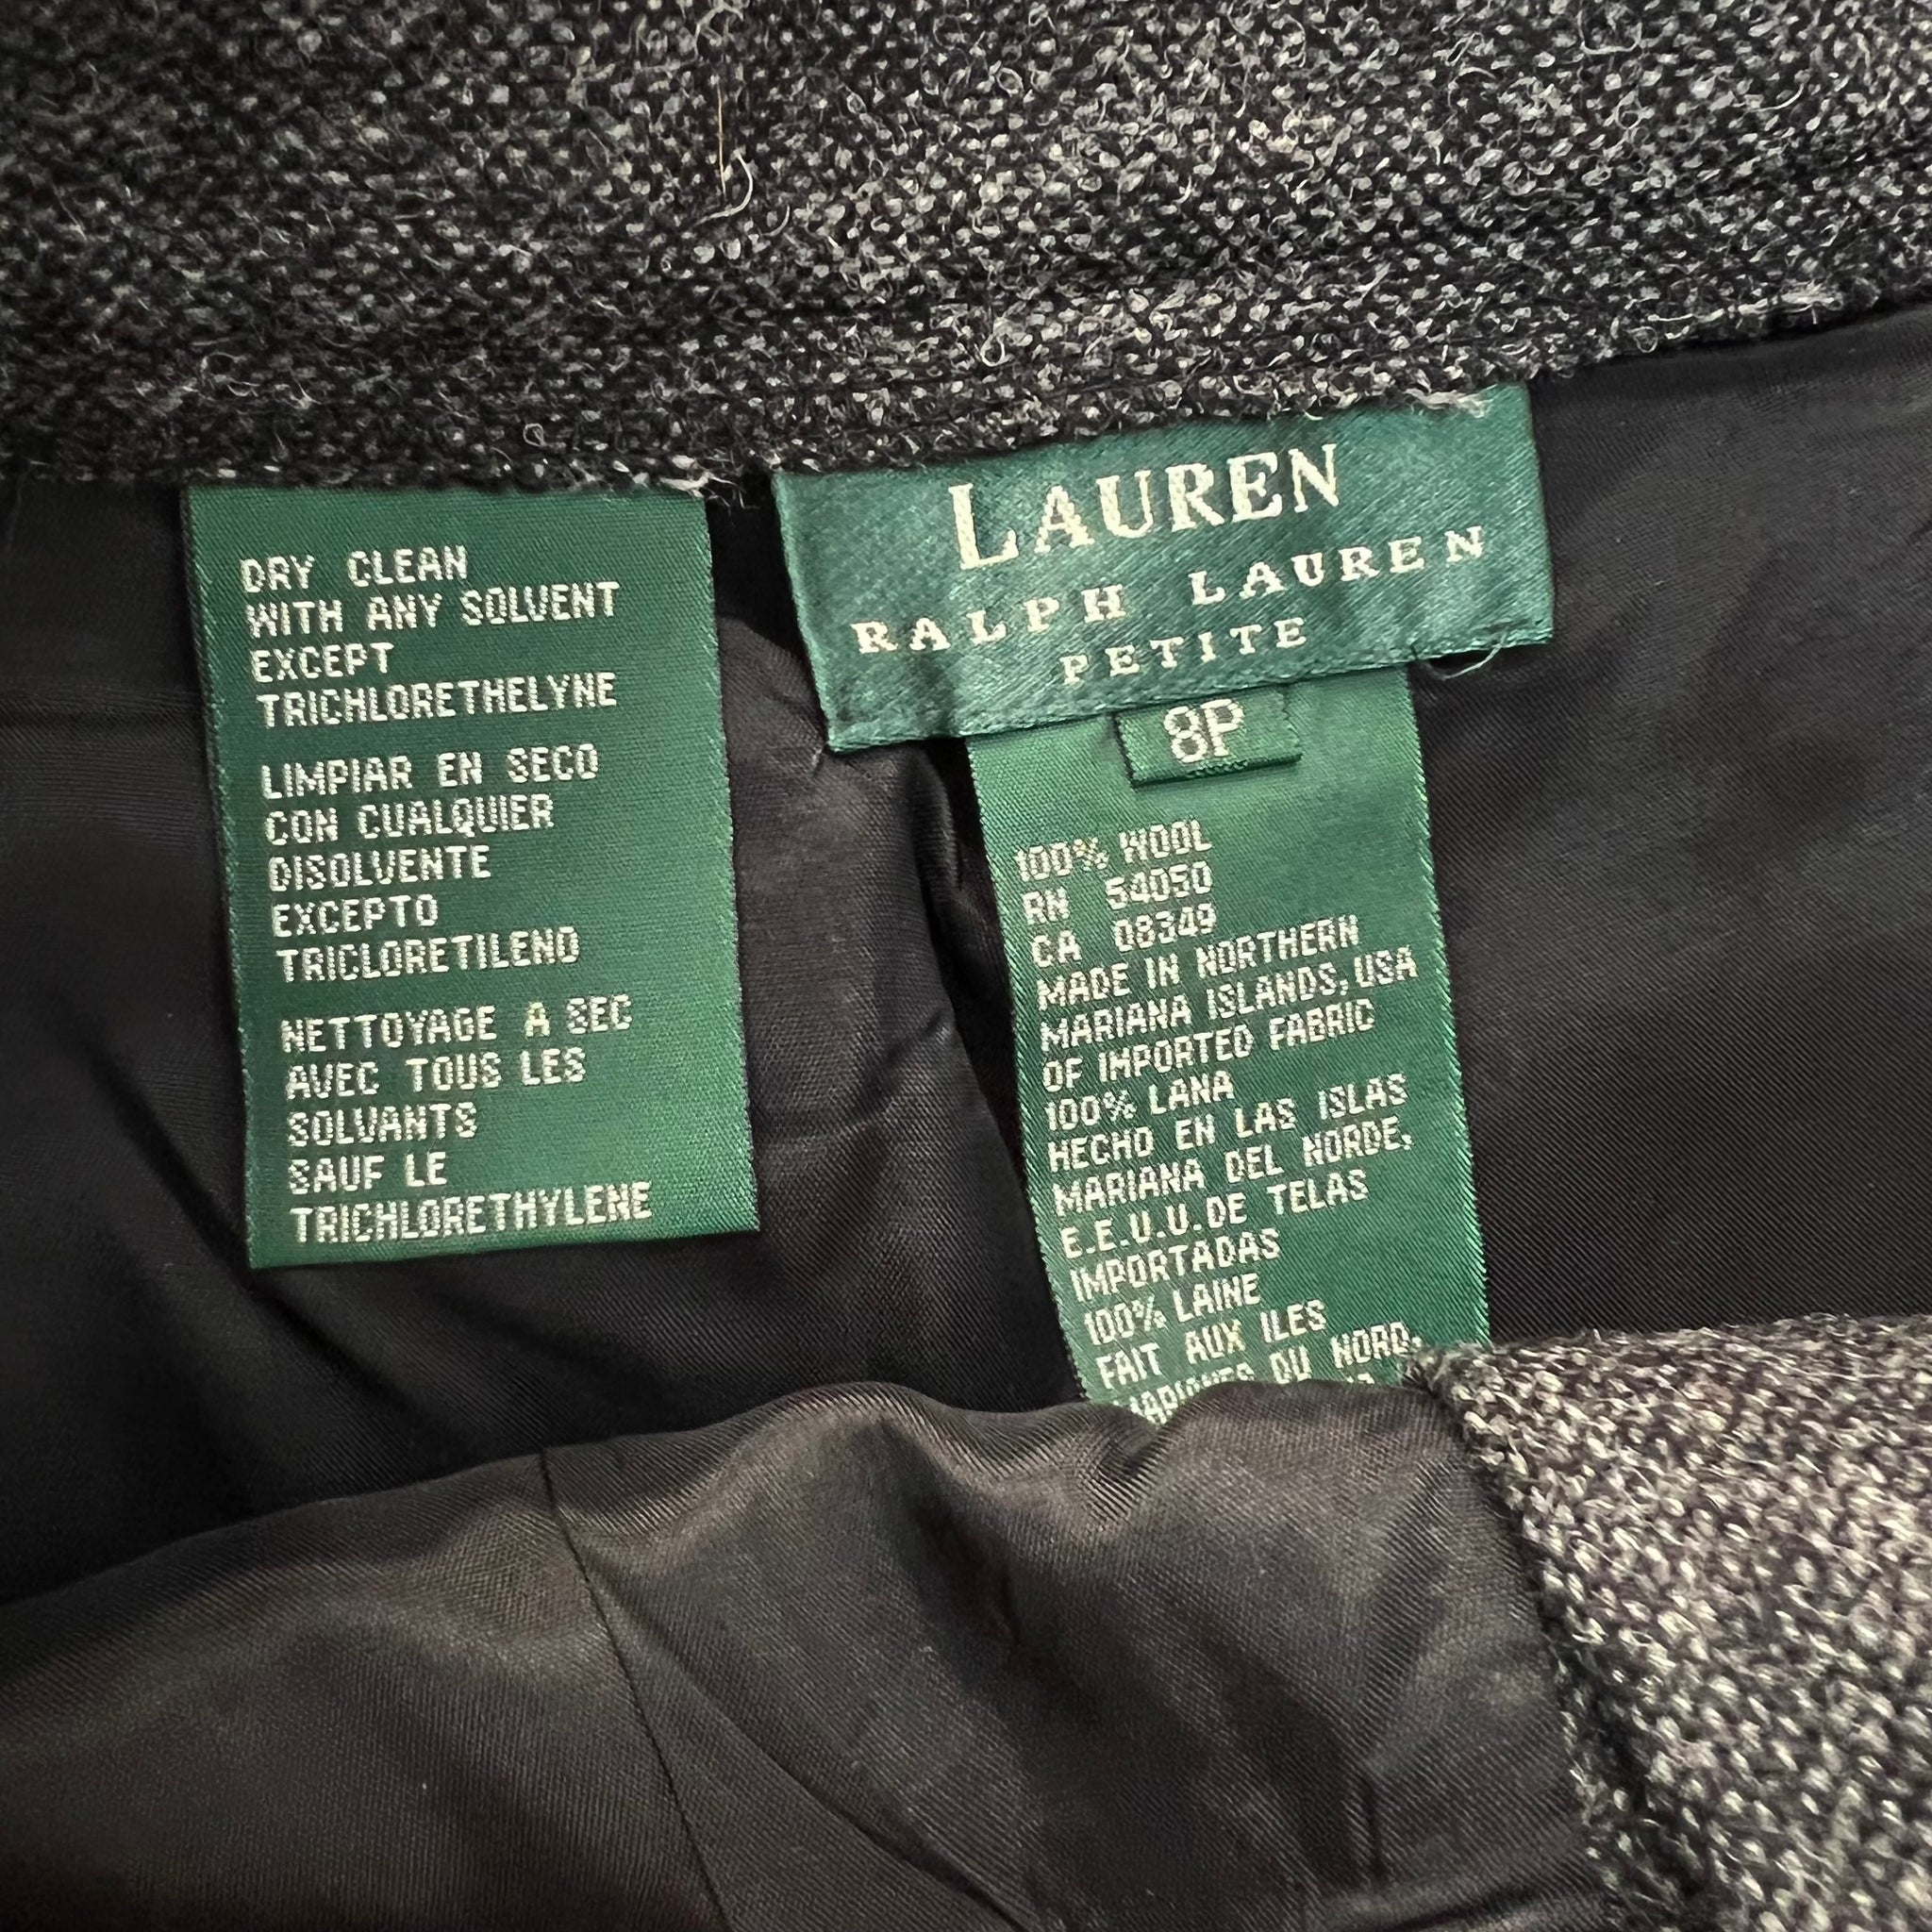 DRY CLEAN
WITH ANY SOLVENT
EXCEPT
TRICHLORETHELYNE
LIMPIAR EN SECO
CON CUALQUIER
DISOLVENTE
EXCEPTO
TRICLORETILENO
NETTOYAGE A SEC
AVEC TOUS LES
SOLVANTS
SAUF LE
TRICHLORETHYLENE
LAUREN
RALPH LAUREN
PETITE
8P
100% WOOL
RN 54050
CA 08349
MADE IN NORTHERN
MARIANA ISLANDS, USA
OF IMPORTED FABRIC
100% LANA
HECHO EN LAS ISLAS
MARIANA DEL NORDE,
E.E.U.U.DE TELAS
IMPORTADAS
100% LAINE
FAIT AUX ILES
MARIANES DU NORD,